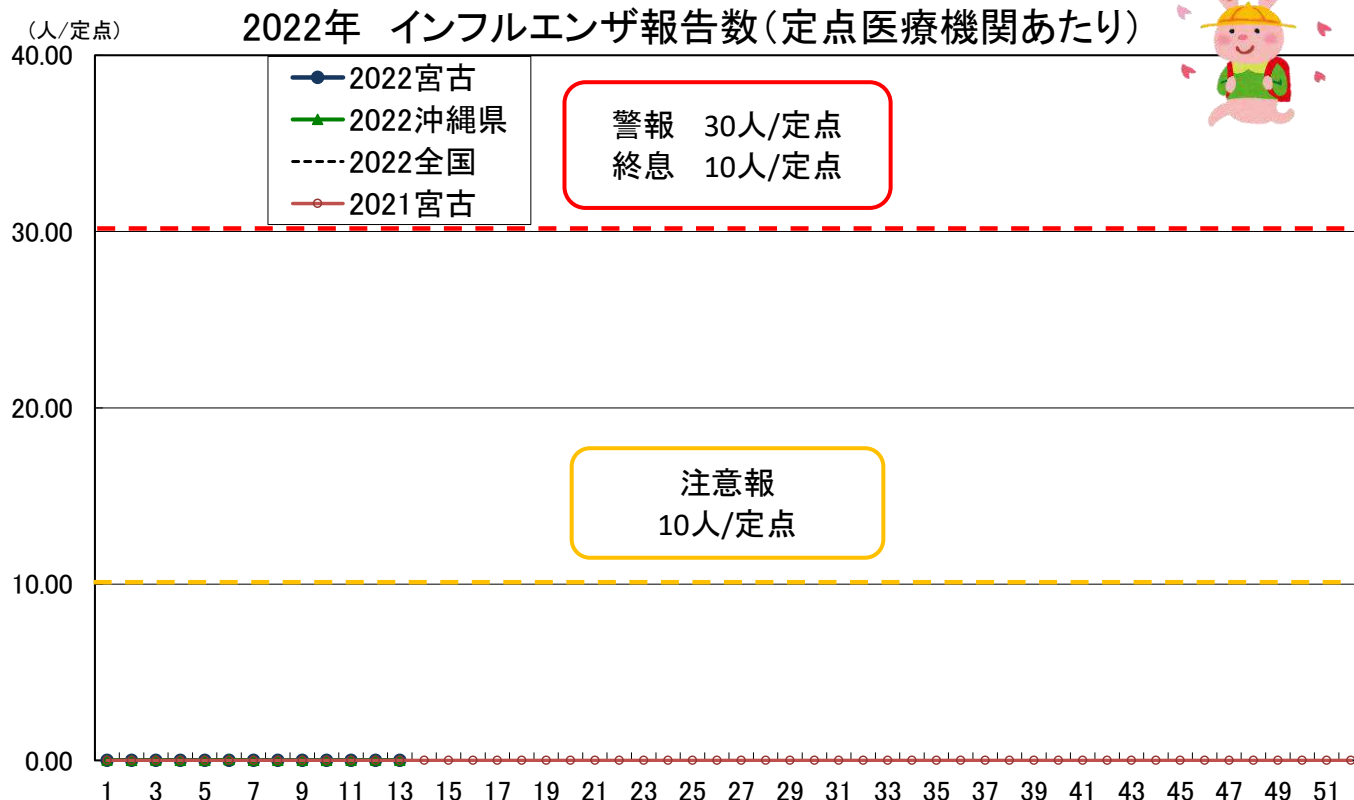 2022年 インフルエンザ報告数(定点医療機関あたり)
(人/定点)
40.00
30.00
20.00
10.00
0.00
2022宮古
2022沖縄県
2022全国
2021宮古
警報 30人/定点
終息 10人/定点
注意報
10人/定点
1 3 5 7 9 11 13 15 17 19 21 23 25 27 29 31 33 35 37 39 41 43 45 47 49 51